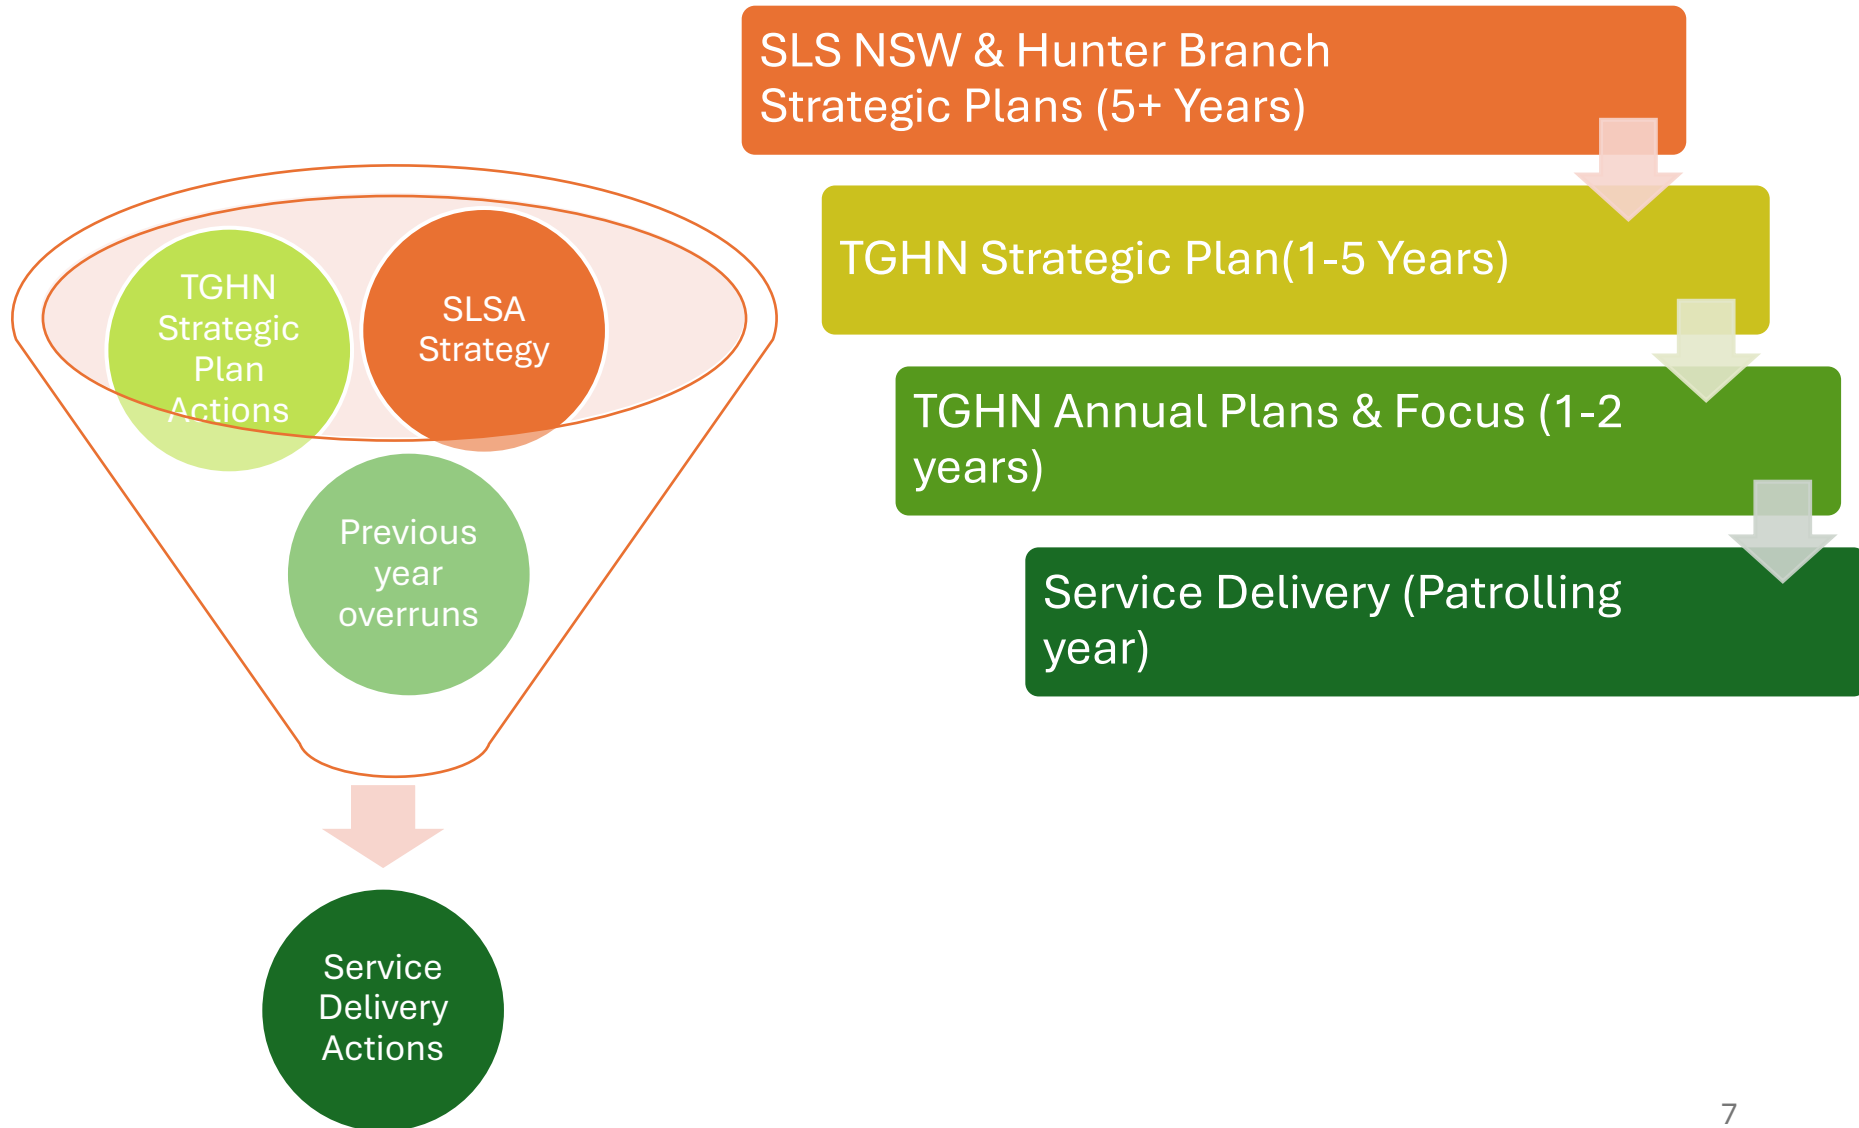 SLS NSW & Hunter Branch
Strategic Plans (5+ Years)
TGHN Strategic Plan(1-5 Years)
TGHN Annual Plans & Focus (1-2
years)
Service Delivery (Patrolling
year)
TGHN
Strategic
Plan
Actions
SLSA
Strategy
Previous
year
overruns
Service
Delivery
Actions
7